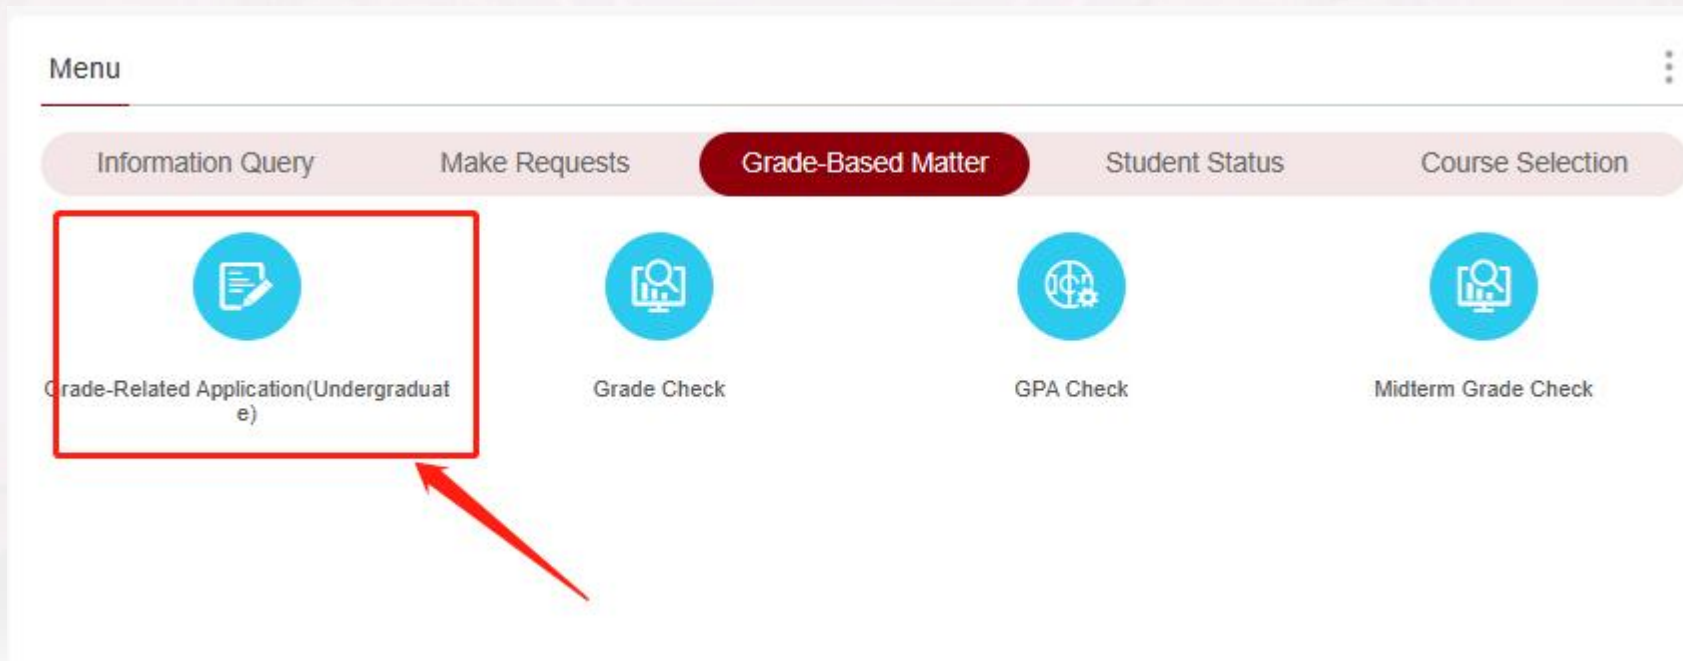 Menu
Information Query Make Requests Grade-Based Matter Student Status Course Selection
Grade-Related Application(Undergraduat
e)
Grade Check
GPA Check
Midterm Grade Check